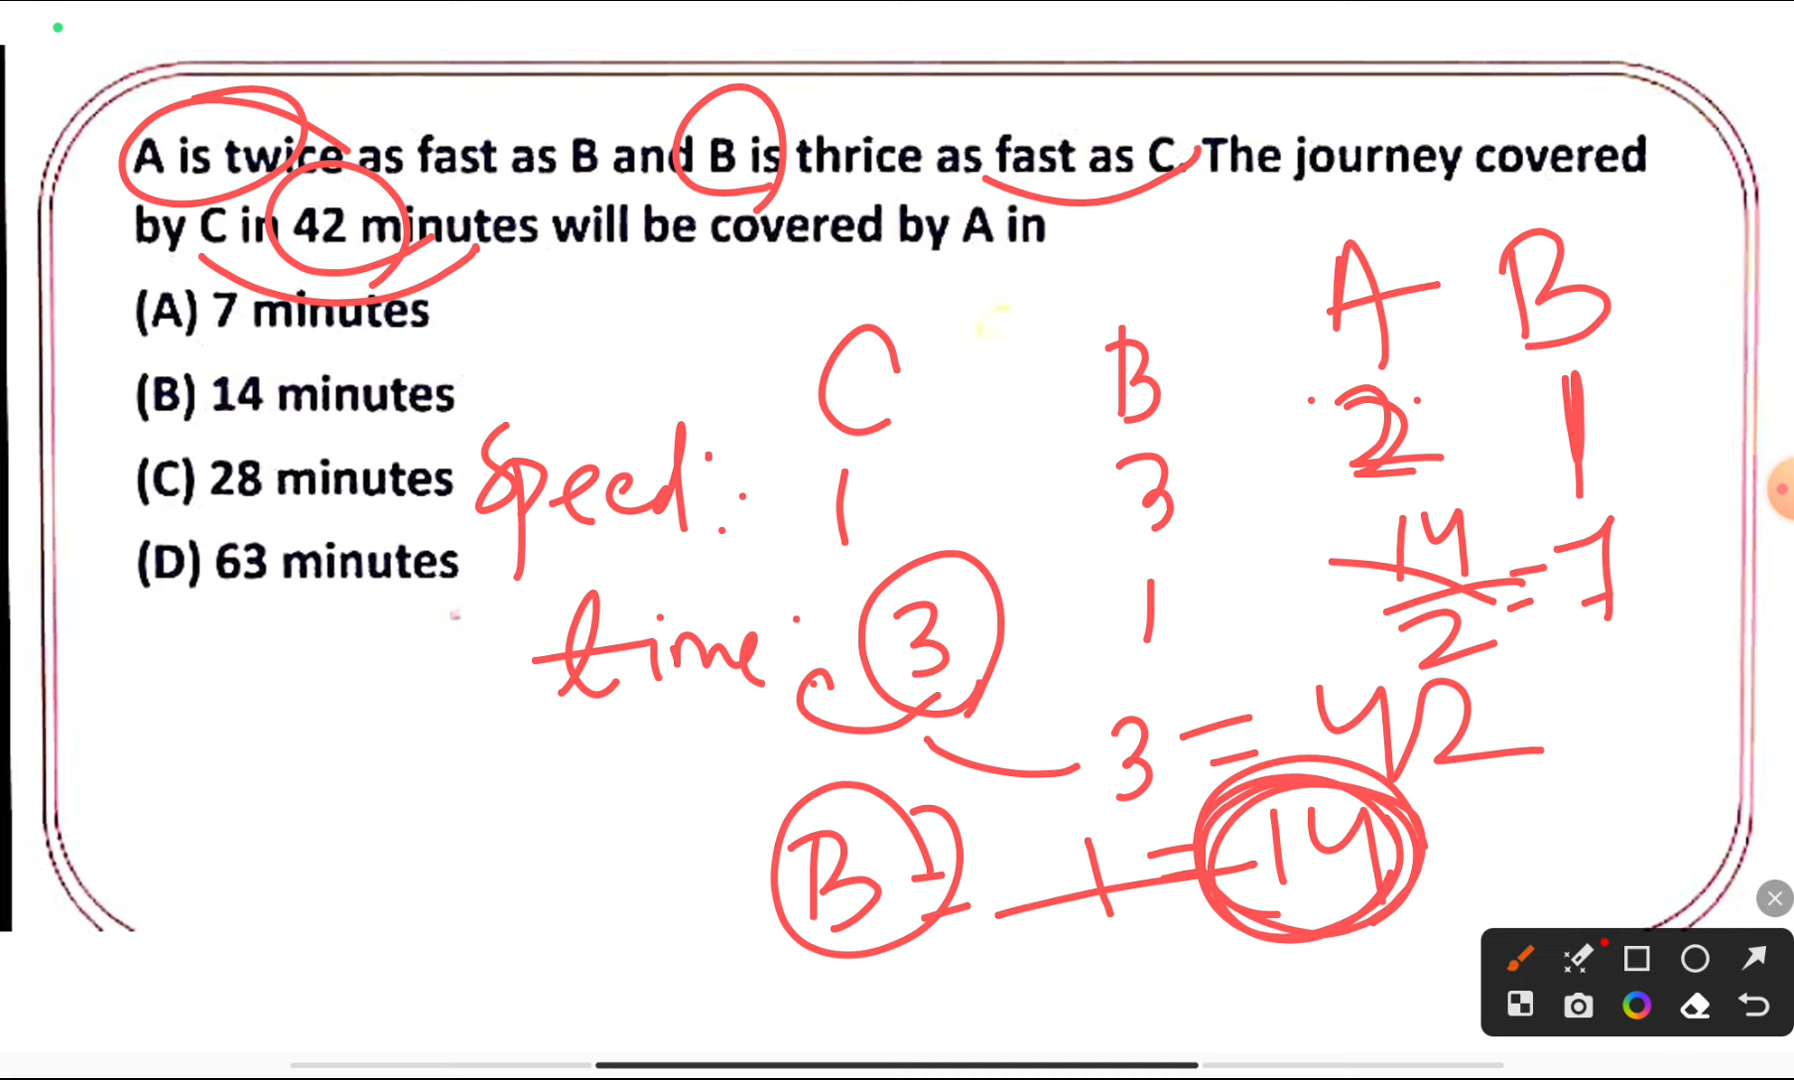 A is twice as fast as B and B is thrice as fast as C. The journey covered
by C in 42 minutes will be covered by A in
(A) 7 minutes
(B) 14 minutes
(C) 28 minutes
(D) 63 minutes
A B
C B 2 1
Speed: 1 3
14/2 = 7
time: 3 1
3 = 42
B 1 = 14